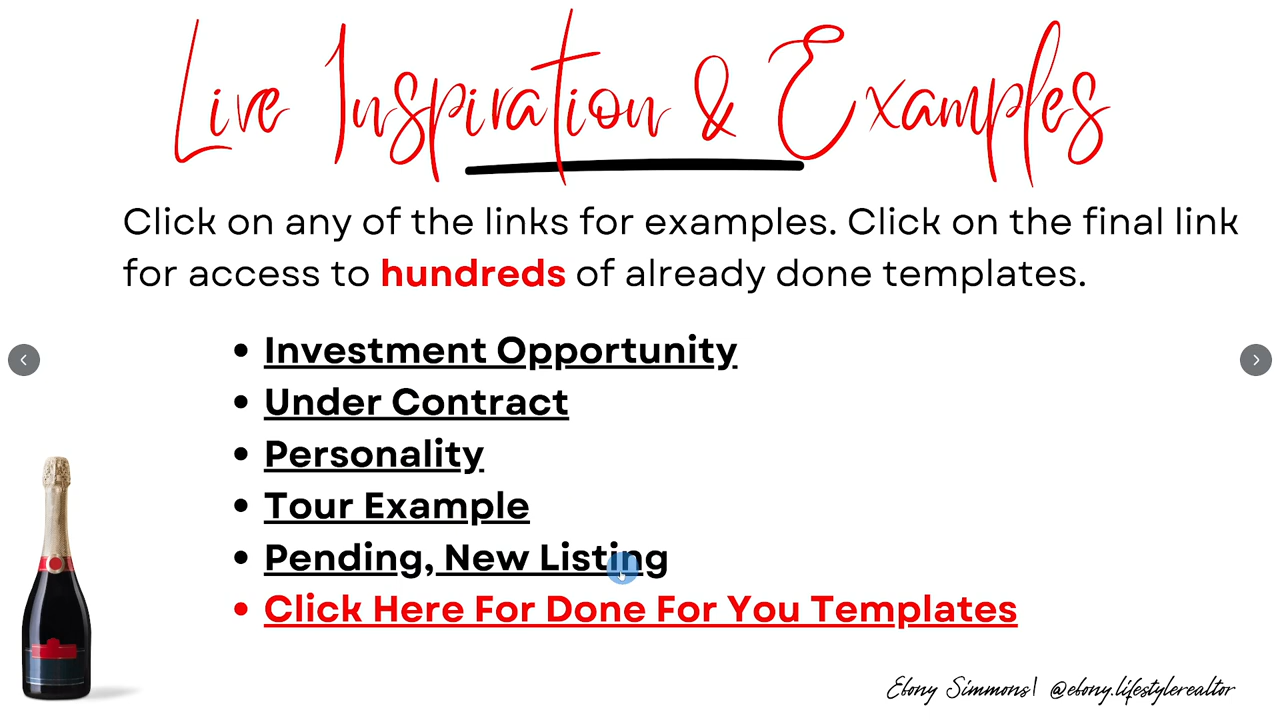 Live Inspiration & Examples
Click on any of the links for examples. Click on the final link
for access to hundreds of already done templates.
• Investment Opportunity
• Under Contract
• Personality
• Tour Example
• Pending, New Listing
• Click Here For Done For You Templates
Ebony Simmons| @ebony.lifestylerealtor